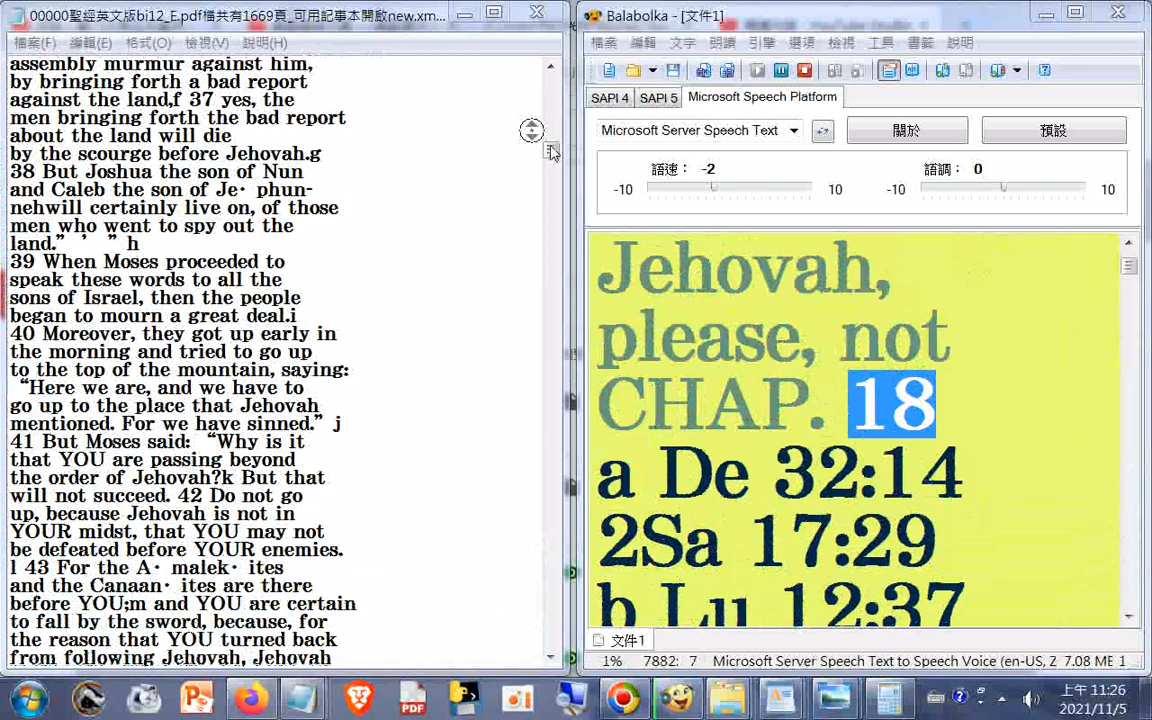 00000聖經英文版bi12_E.pdf檔共有1669頁_可用記事本開啟new.xm...
檔案(F) 編輯(E) 格式(O) 檢視(V) 說明(H)
assembly murmur against him,
by bringing forth a bad report
against the land,f 37 yes, the
men bringing forth the bad report
about the land will die
by the scourge before Jehovah.g
38 But Joshua the son of Nun
and Caleb the son of Je· phun-
nehwill certainly live on, of those
men who went to spy out the
land.” ’ ”h
39 When Moses proceeded to
speak these words to all the
sons of Israel, then the people
began to mourn a great deal.i
40 Moreover, they got up early in
the morning and tried to go up
to the top of the mountain, saying:
“Here we are, and we have to
go up to the place that Jehovah
mentioned. For we have sinned.” j
41 But Moses said: “Why is it
that YOU are passing beyond
the order of Jehovah?k But that
will not succeed. 42 Do not go
up, because Jehovah is not in
YOUR midst, that YOU may not
be defeated before YOUR enemies.
l 43 For the A· malek· ites
and the Canaan· ites are there
before YOU;m and YOU are certain
to fall by the sword, because, for
the reason that YOU turned back
from following Jehovah, Jehovah
Balabolka - [文件1]
檔案 編輯 文字 朗讀 引擎 選項 檢視 工具 書籤 說明
SAPI 4 SAPI 5 Microsoft Speech Platform
Microsoft Server Speech Text 關於 預設
語速： -2 語調： 0
-10 10 -10 10
Jehovah,
please, not
CHAP. 18
a De 32:14
2Sa 17:29
b Lu 12:37
文件1
1% 7882: 7 Microsoft Server Speech Text to Speech Voice (en-US, Z 7.08 ME 1
PDF
上午 11:26
2021/11/5